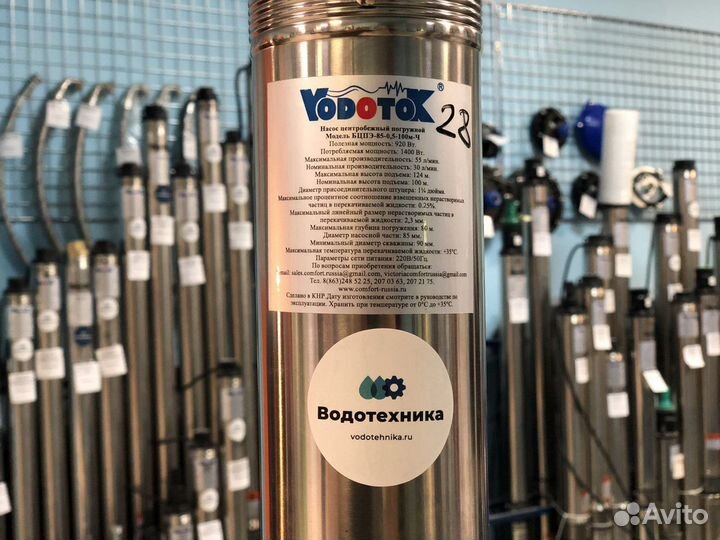 VODOTOK ®
28
Насос центробежный погружной
Модель БЦПЭ-85-0,5-100м-Ч
Полезная мощность: 920 Вт.
Потребляемая мощность: 1400 Вт.
Максимальная производительность: 55 л/мин.
Номинальная производительность: 30 л/мин.
Максимальная высота подъема: 124 м.
Номинальная высота подъема: 100 м.
Диаметр присоединительного штуцера: 1¼ дюйма.
Максимальное процентное соотношение взвешенных нерастворимых
частиц в перекачиваемой жидкости: 0,25%.
Максимальный линейный размер нерастворимых частиц в
перекачиваемой жидкости: 2,3 мм.
Максимальная глубина погружения: 80 м.
Диаметр насосной части: 85 мм.
Минимальный диаметр скважины: 90 мм.
Максимальная температура перекачиваемой жидкости: +35°С.
Параметры сети питания: 220В/50Гц.
По вопросам приобретения обращаться:
E-mail: sales.comfort.russia@gmail.com, victoriacomfortrussia@gmail.com
Тел. 8(863)248 52 25, 207 03 63, 207 21 75.
www.comfort-russia.ru
Сделано в КНР. Дату изготовления смотрите в руководстве по
эксплуатации. Хранить при температуре от 0°С до +35°С.
Водотехника
vodotehnika.ru
Avito